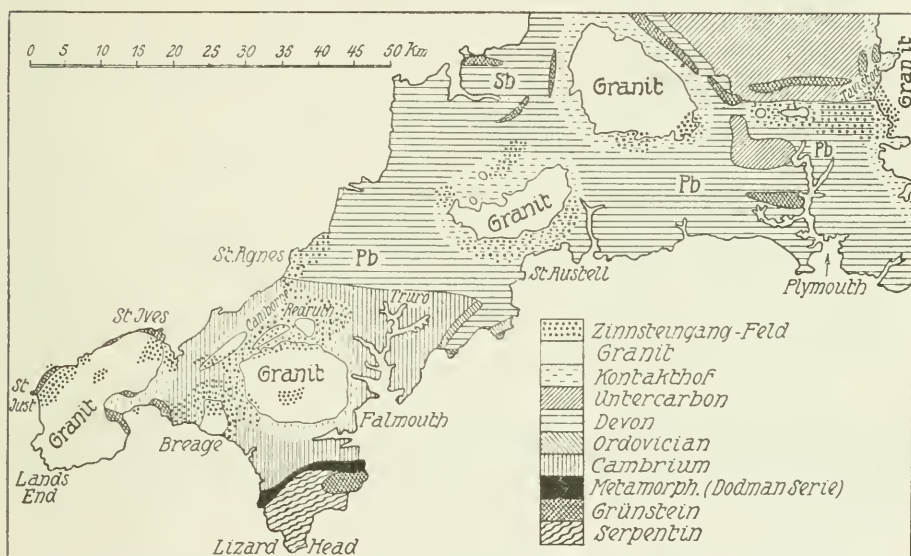 0 5 10 15 20 25 30 35 40 45 50 Km
Sb
Granit
Granit
Tavistock
Pb
Pb
Granit
St. Agnes
Pb
St. Austell
Plymouth
Camborne
Redruth
Truro
St. Ives
St. Just
Granit
Granit
Breage
Falmouth
Lands
End
Lizard Head
Zinnsteingang-Feld
Granit
Kontakthof
Untercarbon
Devon
Ordovician
Cambrium
Metamorph. (Dodman Serie)
Grünstein
Serpentin